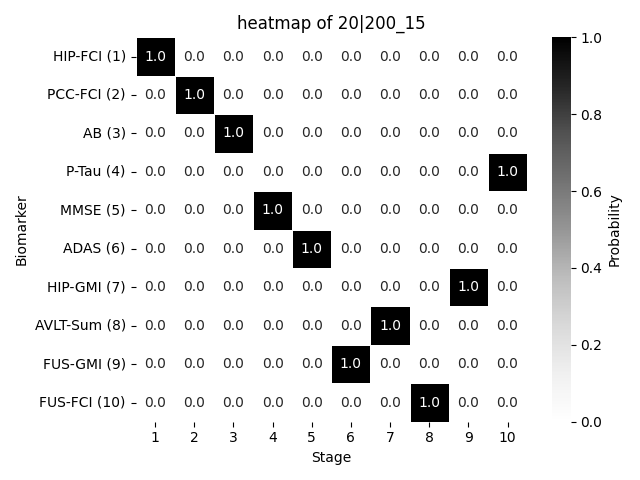 heatmap of 20|200_15
HIP-FCI (1) 1.0 0.0 0.0 0.0 0.0 0.0 0.0 0.0 0.0 0.0
PCC-FCI (2) 0.0 1.0 0.0 0.0 0.0 0.0 0.0 0.0 0.0 0.0
AB (3) 0.0 0.0 1.0 0.0 0.0 0.0 0.0 0.0 0.0 0.0
P-Tau (4) 0.0 0.0 0.0 0.0 0.0 0.0 0.0 0.0 0.0 1.0
MMSE (5) 0.0 0.0 0.0 1.0 0.0 0.0 0.0 0.0 0.0 0.0
ADAS (6) 0.0 0.0 0.0 0.0 1.0 0.0 0.0 0.0 0.0 0.0
HIP-GMI (7) 0.0 0.0 0.0 0.0 0.0 0.0 0.0 0.0 1.0 0.0
AVLT-Sum (8) 0.0 0.0 0.0 0.0 0.0 0.0 1.0 0.0 0.0 0.0
FUS-GMI (9) 0.0 0.0 0.0 0.0 0.0 1.0 0.0 0.0 0.0 0.0
FUS-FCI (10) 0.0 0.0 0.0 0.0 0.0 0.0 0.0 1.0 0.0 0.0
1 2 3 4 5 6 7 8 9 10
Stage
Biomarker
1.0
0.8
0.6
0.4
0.2
0.0
Probability